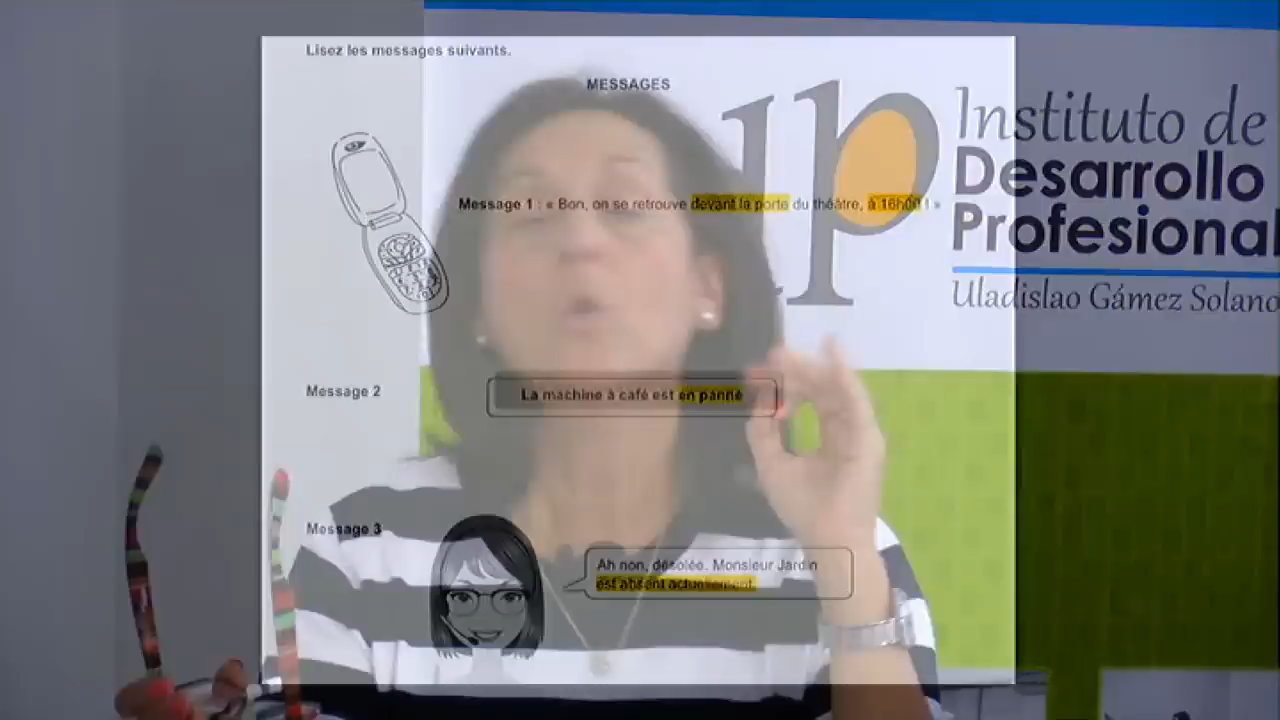 Lisez les messages suivants.
MESSAGES
Message 1 : « Bon, on se retrouve devant la porte du théâtre, à 16h00 ! »
Message 2
La machine à café est en panne
Message 3
Ah non, désolée. Monsieur Jardin
est absent actuellement.
Instituto de
Desarrollo
Profesional
Uladislao Gámez Solano